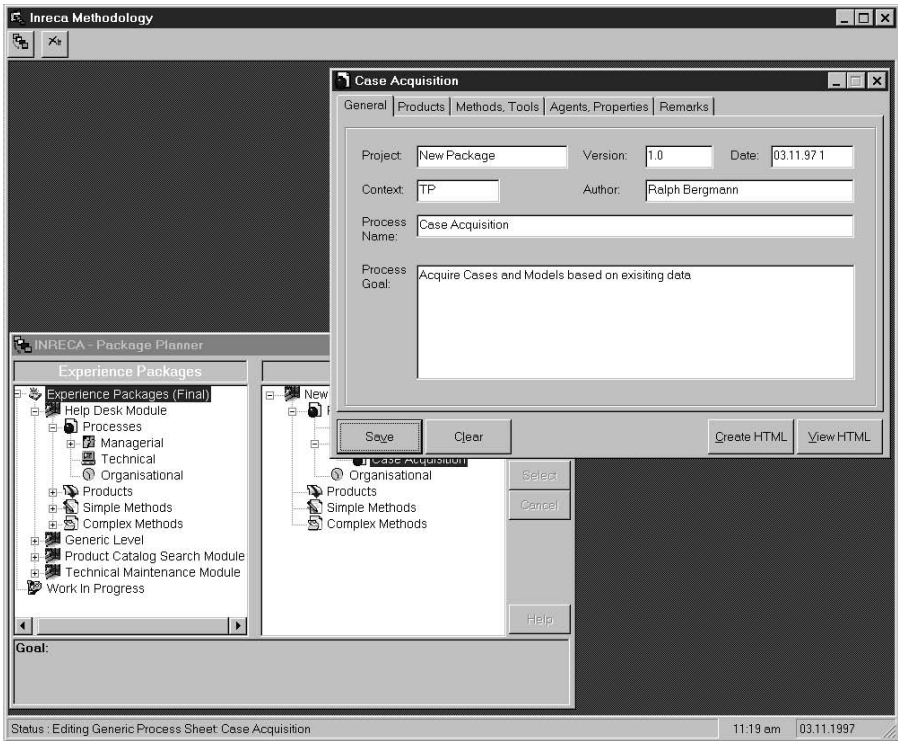 Inreca Methodology
Case Acquisition
General Products Methods, Tools Agents, Properties Remarks
Project: New Package Version: 1.0 Date: 03.11.97 1
Context: TP Author: Ralph Bergmann
Process Name: Case Acquisition
Process Goal: Acquire Cases and Models based on exisiting data
Save Clear Create HTML View HTML
INRECA - Package Planner
Experience Packages
Experience Packages (Final)
Help Desk Module
Processes
Managerial
Technical
Organisational
Products
Simple Methods
Complex Methods
Generic Level
Product Catalog Search Module
Technical Maintenance Module
Work In Progress
New
Case Acquisition
Organisational
Products
Simple Methods
Complex Methods
Select
Cancel
Help
Goal:
Status : Editing Generic Process Sheet: Case Acquisition 11:19 am 03.11.1997